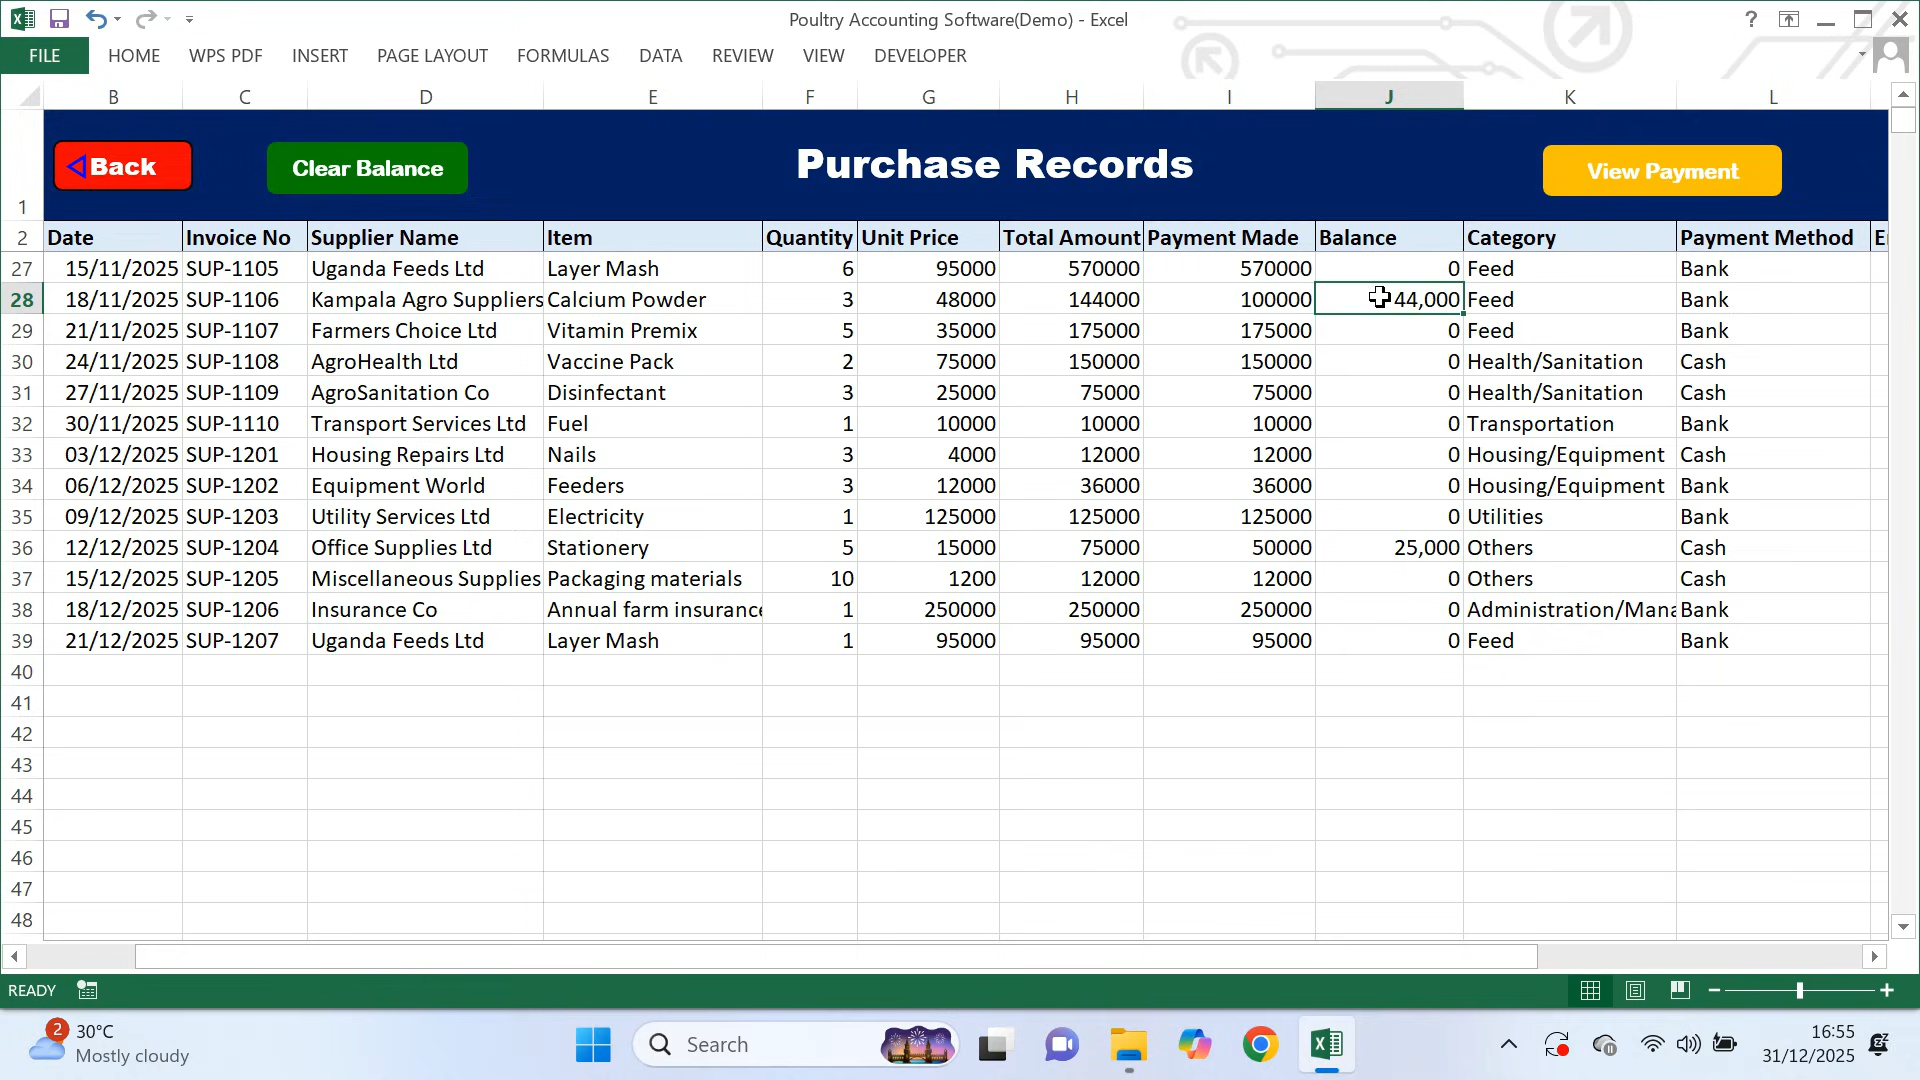 Poultry Accounting Software(Demo) - Excel
?
FILE HOME WPS PDF INSERT PAGE LAYOUT FORMULAS DATA REVIEW VIEW DEVELOPER
B C D E F G H I J K L
Back Clear Balance Purchase Records View Payment
1
2 Date Invoice No Supplier Name Item Quantity Unit Price Total Amount Payment Made Balance Category Payment Method
27 15/11/2025 SUP-1105 Uganda Feeds Ltd Layer Mash 6 95000 570000 570000 0 Feed Bank
28 18/11/2025 SUP-1106 Kampala Agro Suppliers Calcium Powder 3 48000 144000 100000 44,000 Feed Bank
29 21/11/2025 SUP-1107 Farmers Choice Ltd Vitamin Premix 5 35000 175000 175000 0 Feed Bank
30 24/11/2025 SUP-1108 AgroHealth Ltd Vaccine Pack 2 75000 150000 150000 0 Health/Sanitation Cash
31 27/11/2025 SUP-1109 AgroSanitation Co Disinfectant 3 25000 75000 75000 0 Health/Sanitation Cash
32 30/11/2025 SUP-1110 Transport Services Ltd Fuel 1 10000 10000 10000 0 Transportation Bank
33 03/12/2025 SUP-1201 Housing Repairs Ltd Nails 3 4000 12000 12000 0 Housing/Equipment Cash
34 06/12/2025 SUP-1202 Equipment World Feeders 3 12000 36000 36000 0 Housing/Equipment Bank
35 09/12/2025 SUP-1203 Utility Services Ltd Electricity 1 125000 125000 125000 0 Utilities Bank
36 12/12/2025 SUP-1204 Office Supplies Ltd Stationery 5 15000 75000 50000 25,000 Others Cash
37 15/12/2025 SUP-1205 Miscellaneous Supplies Packaging materials 10 1200 12000 12000 0 Others Cash
38 18/12/2025 SUP-1206 Insurance Co Annual farm insurance 1 250000 250000 250000 0 Administration/Mana Bank
39 21/12/2025 SUP-1207 Uganda Feeds Ltd Layer Mash 1 95000 95000 95000 0 Feed Bank
40
41
42
43
44
45
46
47
48
READY
2 30°C
Mostly cloudy
Search
16:55
31/12/2025